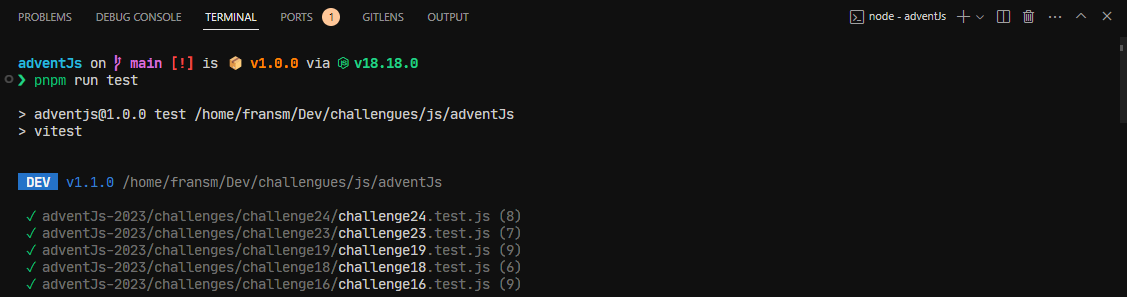 PROBLEMS DEBUG CONSOLE TERMINAL PORTS 1 GITLENS OUTPUT node - adventJs
adventJs on main [!] is v1.0.0 via v18.18.0
❯ pnpm run test
> adventjs@1.0.0 test /home/fransm/Dev/challengues/js/adventJs
> vitest
DEV v1.1.0 /home/fransm/Dev/challengues/js/adventJs
✓ adventJs-2023/challenges/challenge24/challenge24.test.js (8)
✓ adventJs-2023/challenges/challenge23/challenge23.test.js (7)
✓ adventJs-2023/challenges/challenge19/challenge19.test.js (9)
✓ adventJs-2023/challenges/challenge18/challenge18.test.js (6)
✓ adventJs-2023/challenges/challenge16/challenge16.test.js (9)